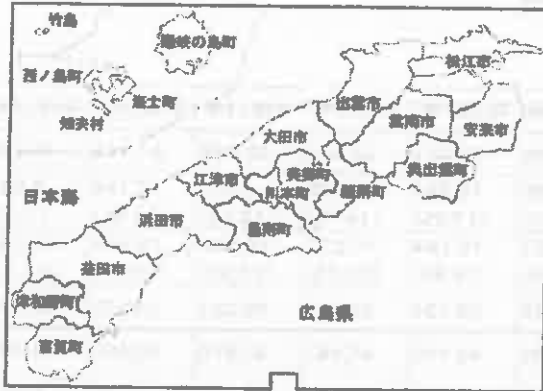 竹島
隠岐の島町
西ノ島町
海士町
知夫村
松江市
出雲市
雲南市
安来市
大田市
奥出雲町
江津市
美郷町
川本町
飯南町
日本海
浜田市
邑南町
益田市
津和野町
広島県
吉賀町